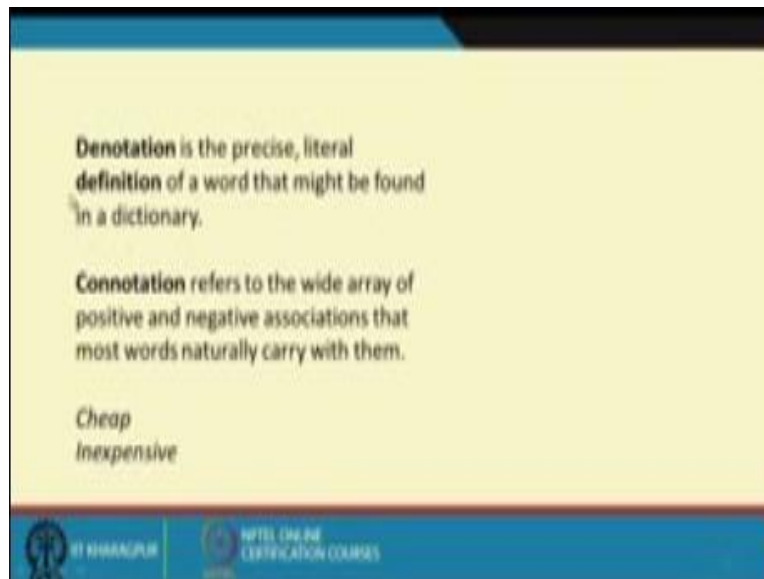 Denotation is the precise, literal
definition of a word that might be found
in a dictionary.
Connotation refers to the wide array of
positive and negative associations that
most words naturally carry with them.
Cheap
Inexpensive
IIT KHARAGPUR
NPTEL ONLINE
CERTIFICATION COURSES